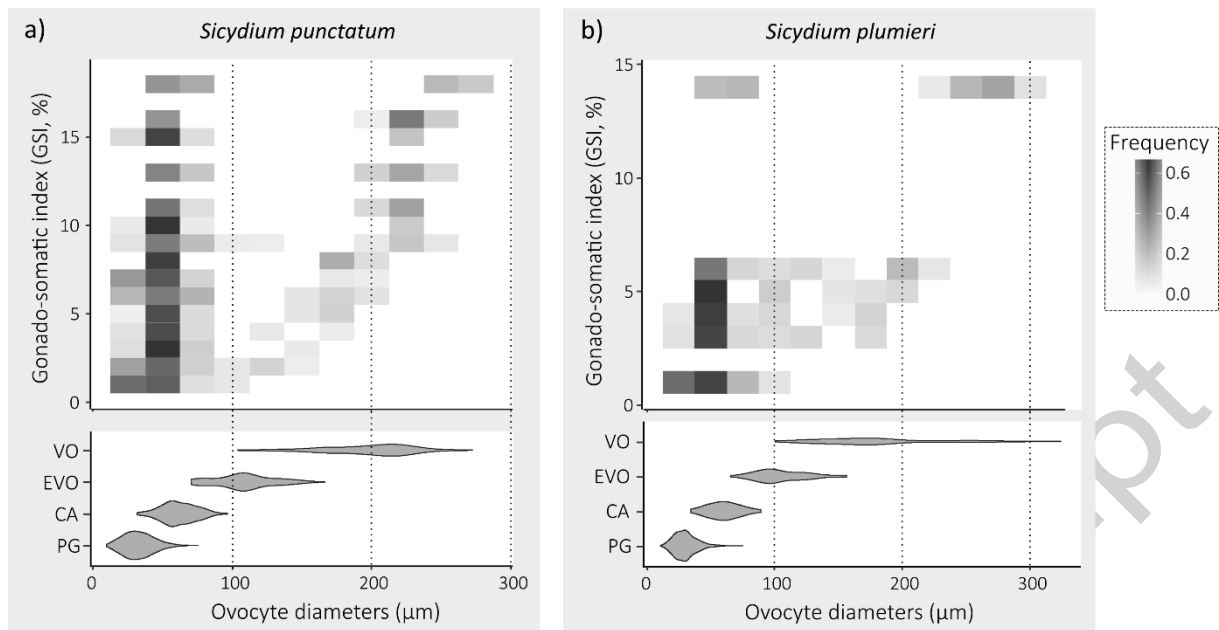 a)
Sicydium punctatum
Gonado-somatic index (GSI, %)
15
10
5
0
VO
EVO
CA
PG
0 100 200 300
Ovocyte diameters (µm)
b)
Sicydium plumieri
Gonado-somatic index (GSI, %)
15
10
5
0
VO
EVO
CA
PG
0 100 200 300
Ovocyte diameters (µm)
Frequency
0.6
0.4
0.2
0.0
pt